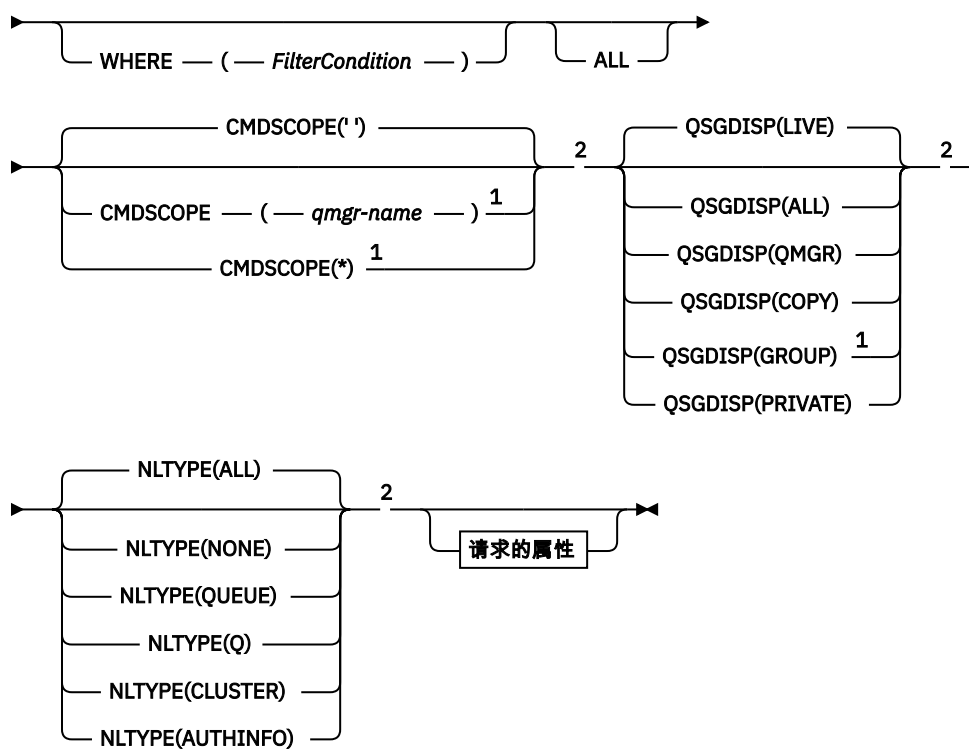 WHERE ( FilterCondition ) ALL
CMDSCOPE(' ')
CMDSCOPE ( qmgr-name ) 1
CMDSCOPE(*) 1
2
QSGDISP(LIVE)
QSGDISP(ALL)
QSGDISP(QMGR)
QSGDISP(COPY)
QSGDISP(GROUP) 1
QSGDISP(PRIVATE)
2
NLTYPE(ALL)
NLTYPE(NONE)
NLTYPE(QUEUE)
NLTYPE(Q)
NLTYPE(CLUSTER)
NLTYPE(AUTHINFO)
2
请求的属性